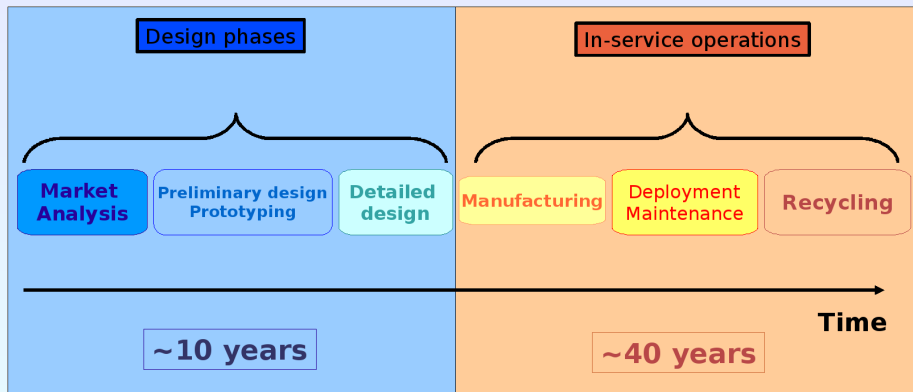 Design phases
In-service operations
Market
Analysis
Preliminary design
Prototyping
Detailed
design
Manufacturing
Deployment
Maintenance
Recycling
Time
~10 years
~40 years